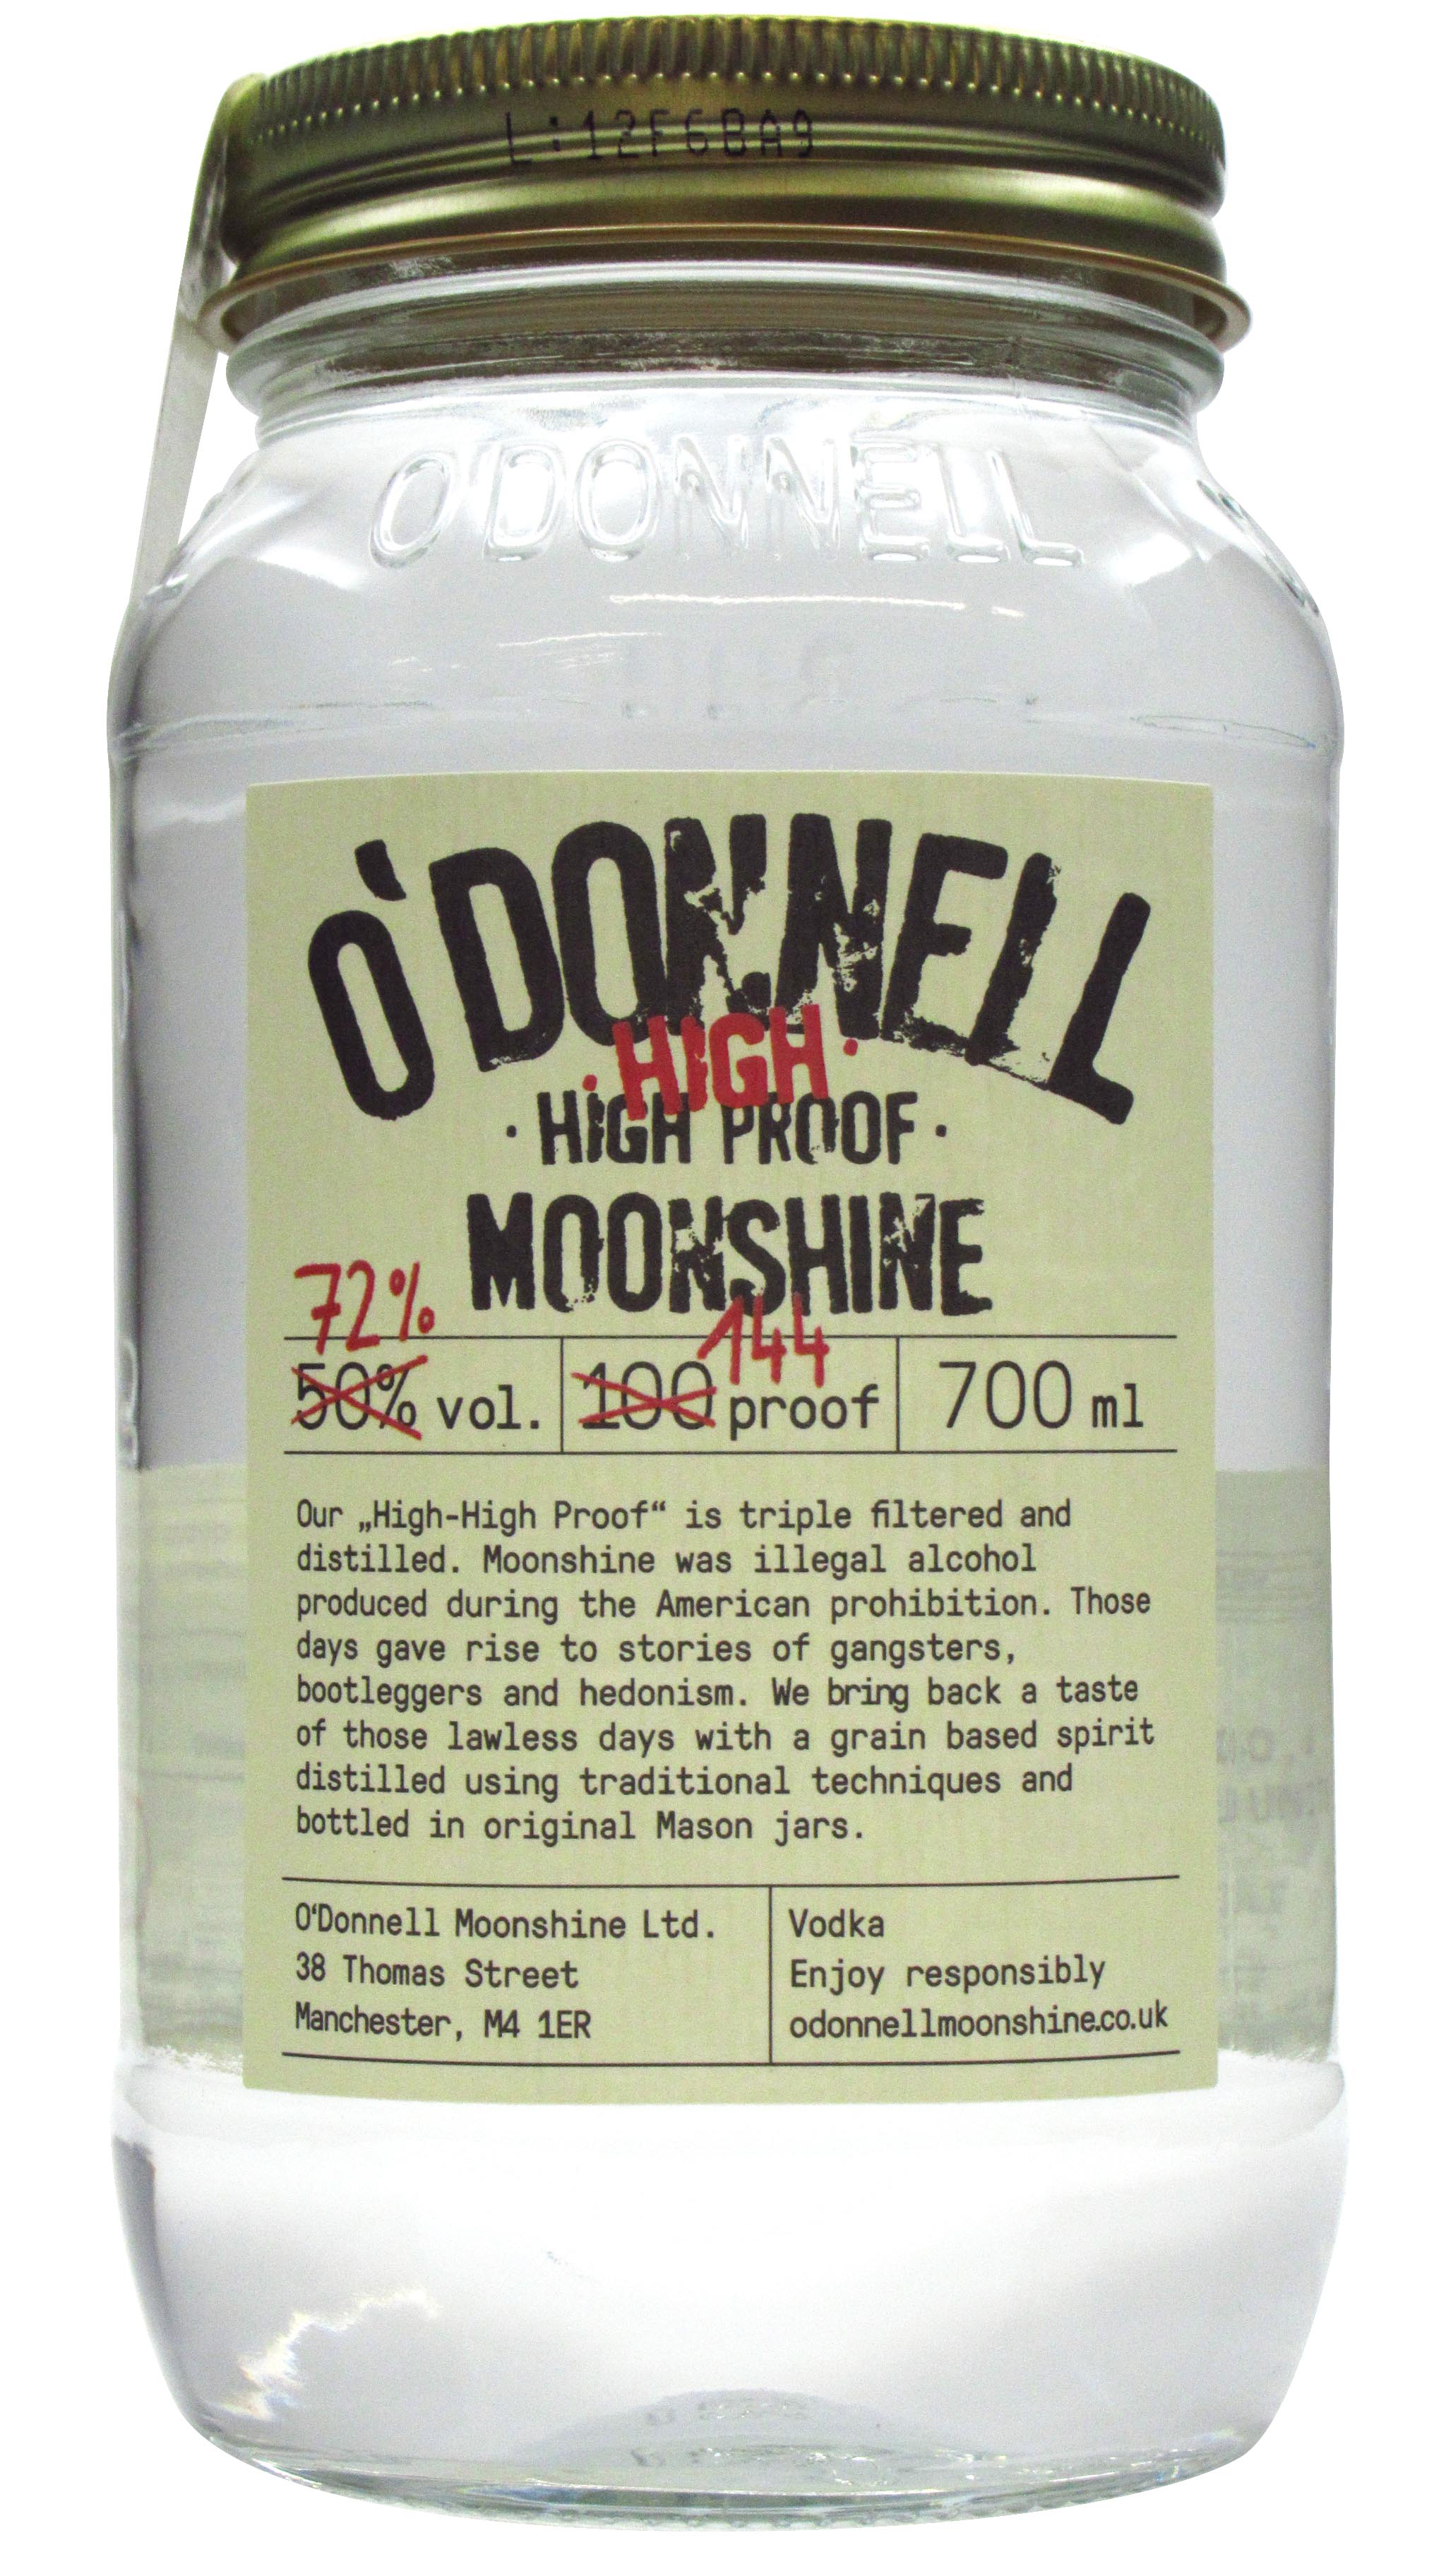 L:12F6BA9
O'DONNELL
O'DONNELL
·HIGH·
·HIGH PROOF·
MOONSHINE
72%
50% vol.
144
100 proof
700 ml
Our „High-High Proof“ is triple filtered and
distilled. Moonshine was illegal alcohol
produced during the American prohibition. Those
days gave rise to stories of gangsters,
bootleggers and hedonism. We bring back a taste
of those lawless days with a grain based spirit
distilled using traditional techniques and
bottled in original Mason jars.
O‘Donnell Moonshine Ltd.
38 Thomas Street
Manchester, M4 1ER
Vodka
Enjoy responsibly
odonnellmoonshine.co.uk